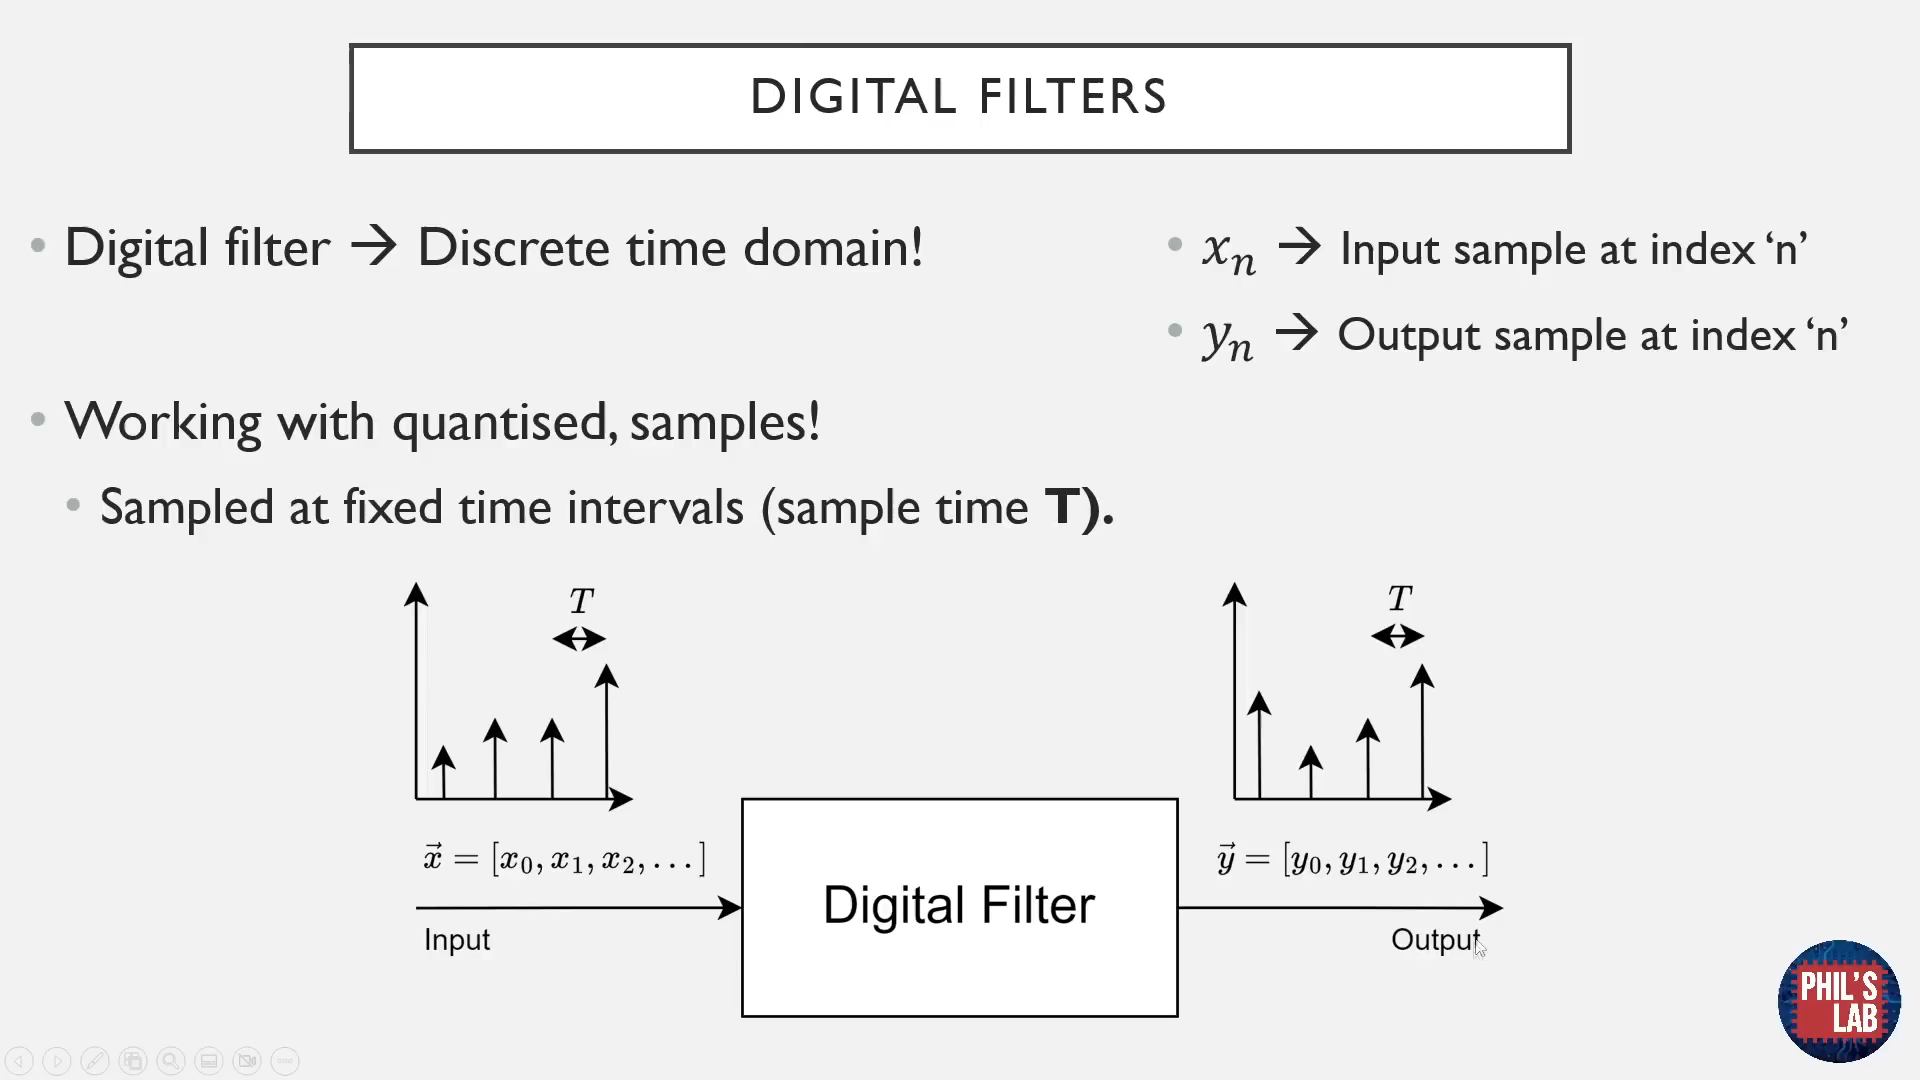 DIGITAL FILTERS
• Digital filter → Discrete time domain!
• Working with quantised, samples!
• Sampled at fixed time intervals (sample time T).
• xₙ → Input sample at index ‘n’
• yₙ → Output sample at index ‘n’
T
x⃗ = [x₀, x₁, x₂, . . . ]
Input
Digital Filter
T
y⃗ = [y₀, y₁, y₂, . . . ]
Output
PHIL'S
LAB